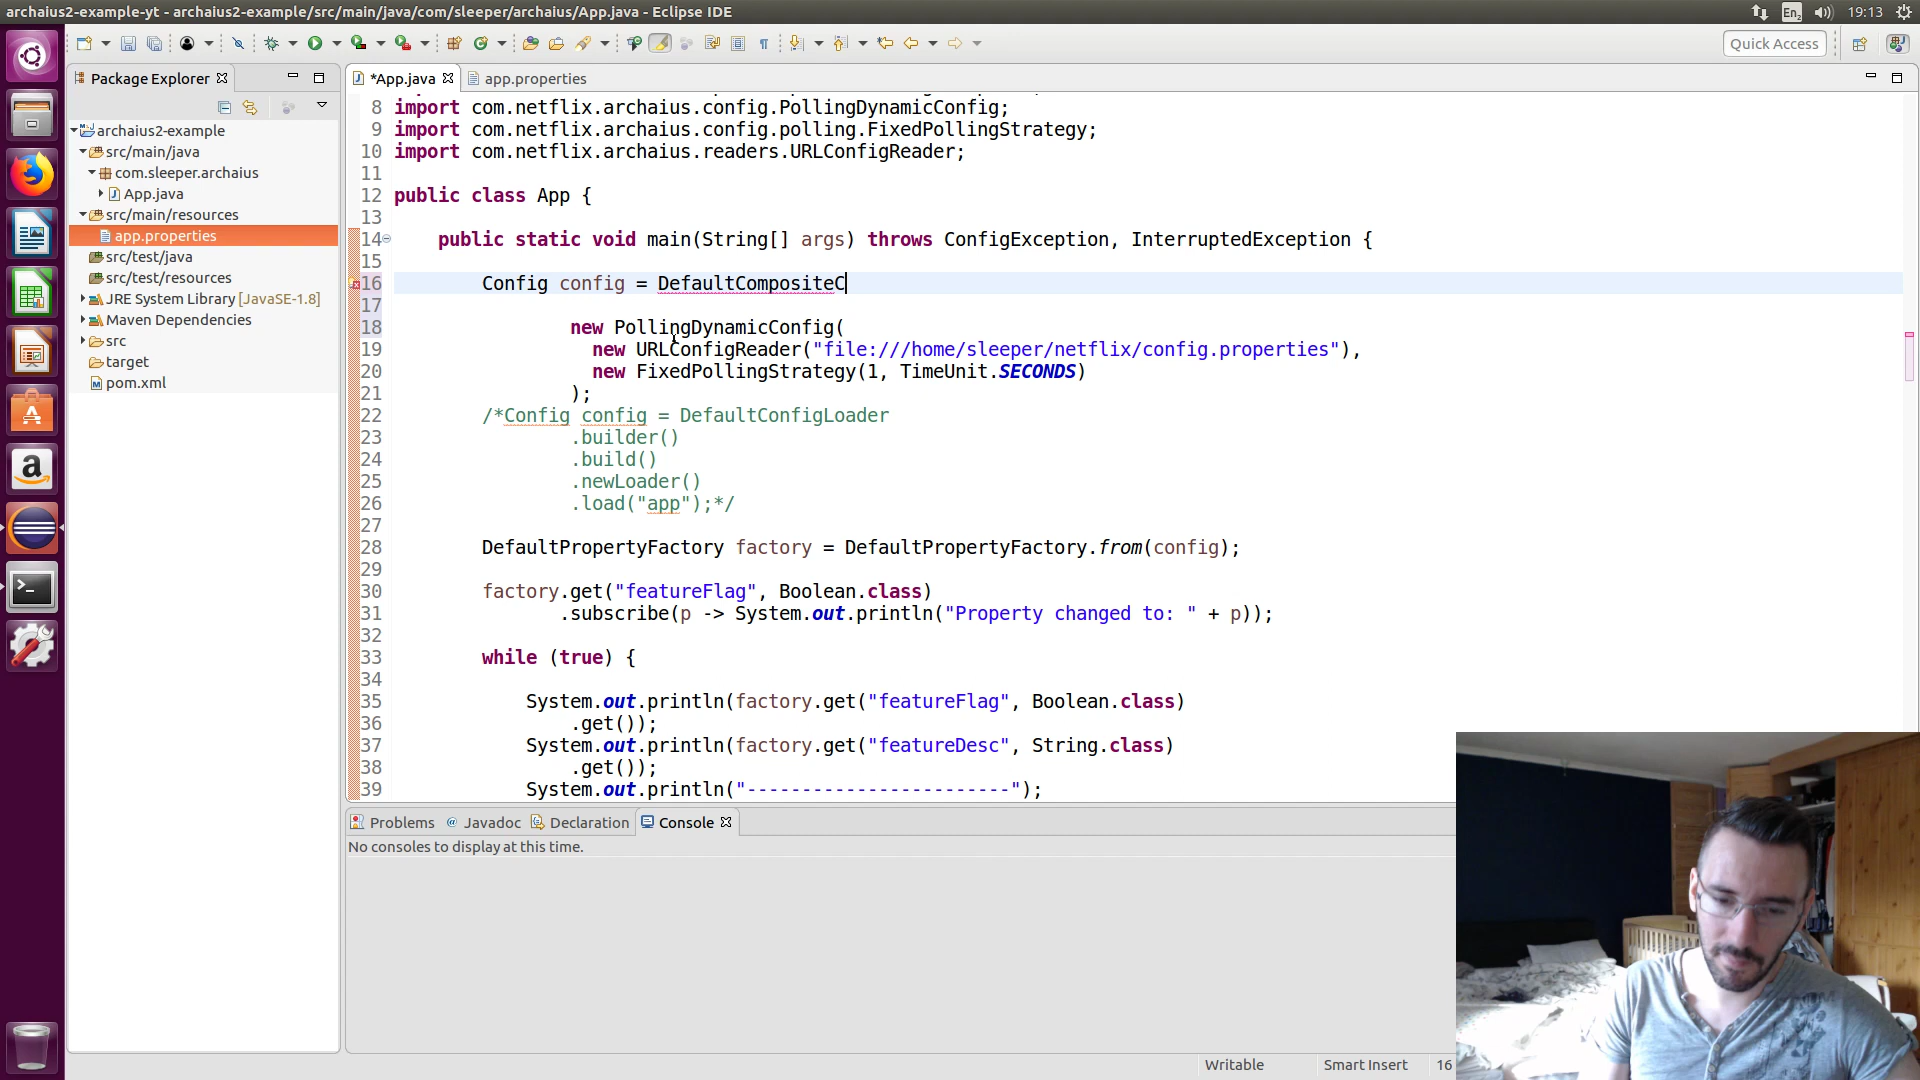 archaius2-example-yt - archaius2-example/src/main/java/com/sleeper/archaius/App.java - Eclipse IDE
En2 19:13
Quick Access
Package Explorer
*App.java app.properties
archaius2-example
src/main/java
com.sleeper.archaius
App.java
src/main/resources
app.properties
src/test/java
src/test/resources
JRE System Library [JavaSE-1.8]
Maven Dependencies
src
target
pom.xml
8 import com.netflix.archaius.config.PollingDynamicConfig;
9 import com.netflix.archaius.config.polling.FixedPollingStrategy;
10 import com.netflix.archaius.readers.URLConfigReader;
11
12 public class App {
13
14 public static void main(String[] args) throws ConfigException, InterruptedException {
15
16 Config config = DefaultCompositeC
17
18 new PollingDynamicConfig(
19 new URLConfigReader("file:///home/sleeper/netflix/config.properties"),
20 new FixedPollingStrategy(1, TimeUnit.SECONDS)
21 );
22 /*Config config = DefaultConfigLoader
23 .builder()
24 .build()
25 .newLoader()
26 .load("app");*/
27
28 DefaultPropertyFactory factory = DefaultPropertyFactory.from(config);
29
30 factory.get("featureFlag", Boolean.class)
31 .subscribe(p -> System.out.println("Property changed to: " + p));
32
33 while (true) {
34
35 System.out.println(factory.get("featureFlag", Boolean.class)
36 .get());
37 System.out.println(factory.get("featureDesc", String.class)
38 .get());
39 System.out.println("------------------------");
Problems @ Javadoc Declaration Console
No consoles to display at this time.
Writable Smart Insert 16